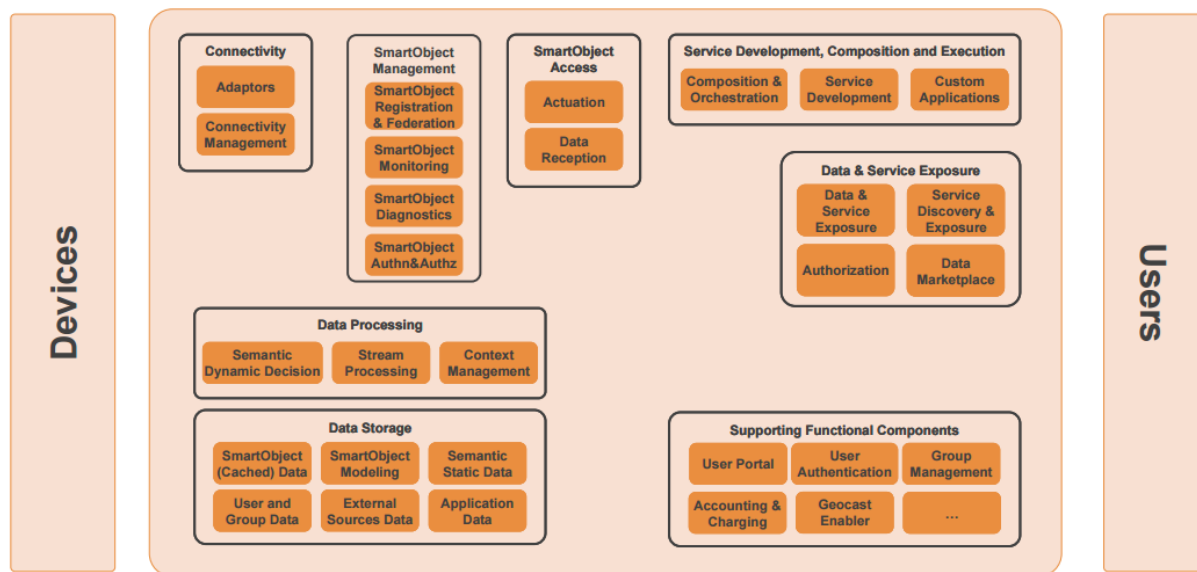 Devices
Connectivity
Adaptors
Connectivity
Management
SmartObject
Management
SmartObject
Registration
& Federation
SmartObject
Monitoring
SmartObject
Diagnostics
SmartObject
Authn&Authz
SmartObject
Access
Actuation
Data
Reception
Service Development, Composition and Execution
Composition &
Orchestration
Service
Development
Custom
Applications
Data & Service Exposure
Data &
Service
Exposure
Service
Discovery &
Exposure
Authorization
Data
Marketplace
Data Processing
Semantic
Dynamic Decision
Stream
Processing
Context
Management
Data Storage
SmartObject
(Cached) Data
SmartObject
Modeling
Semantic
Static Data
User and
Group Data
External
Sources Data
Application
Data
Supporting Functional Components
User Portal
User
Authentication
Group
Management
Accounting &
Charging
Geocast
Enabler
...
Users